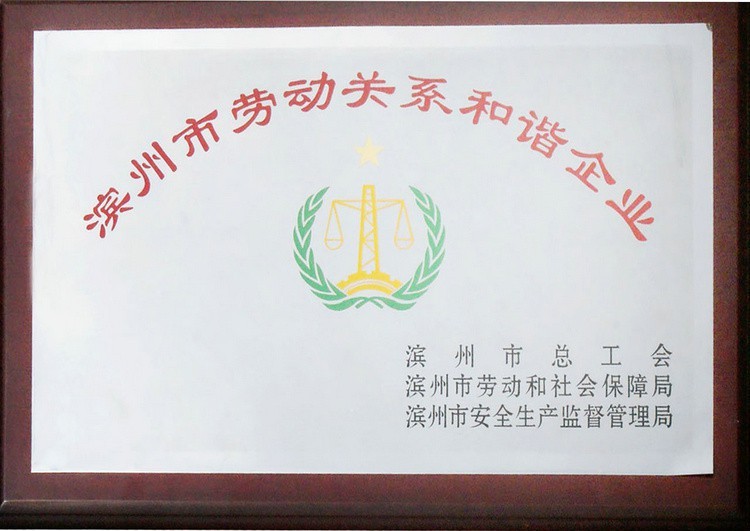 滨州市劳动关系和谐企业
滨州市总工会
滨州市劳动和社会保障局
滨州市安全生产监督管理局